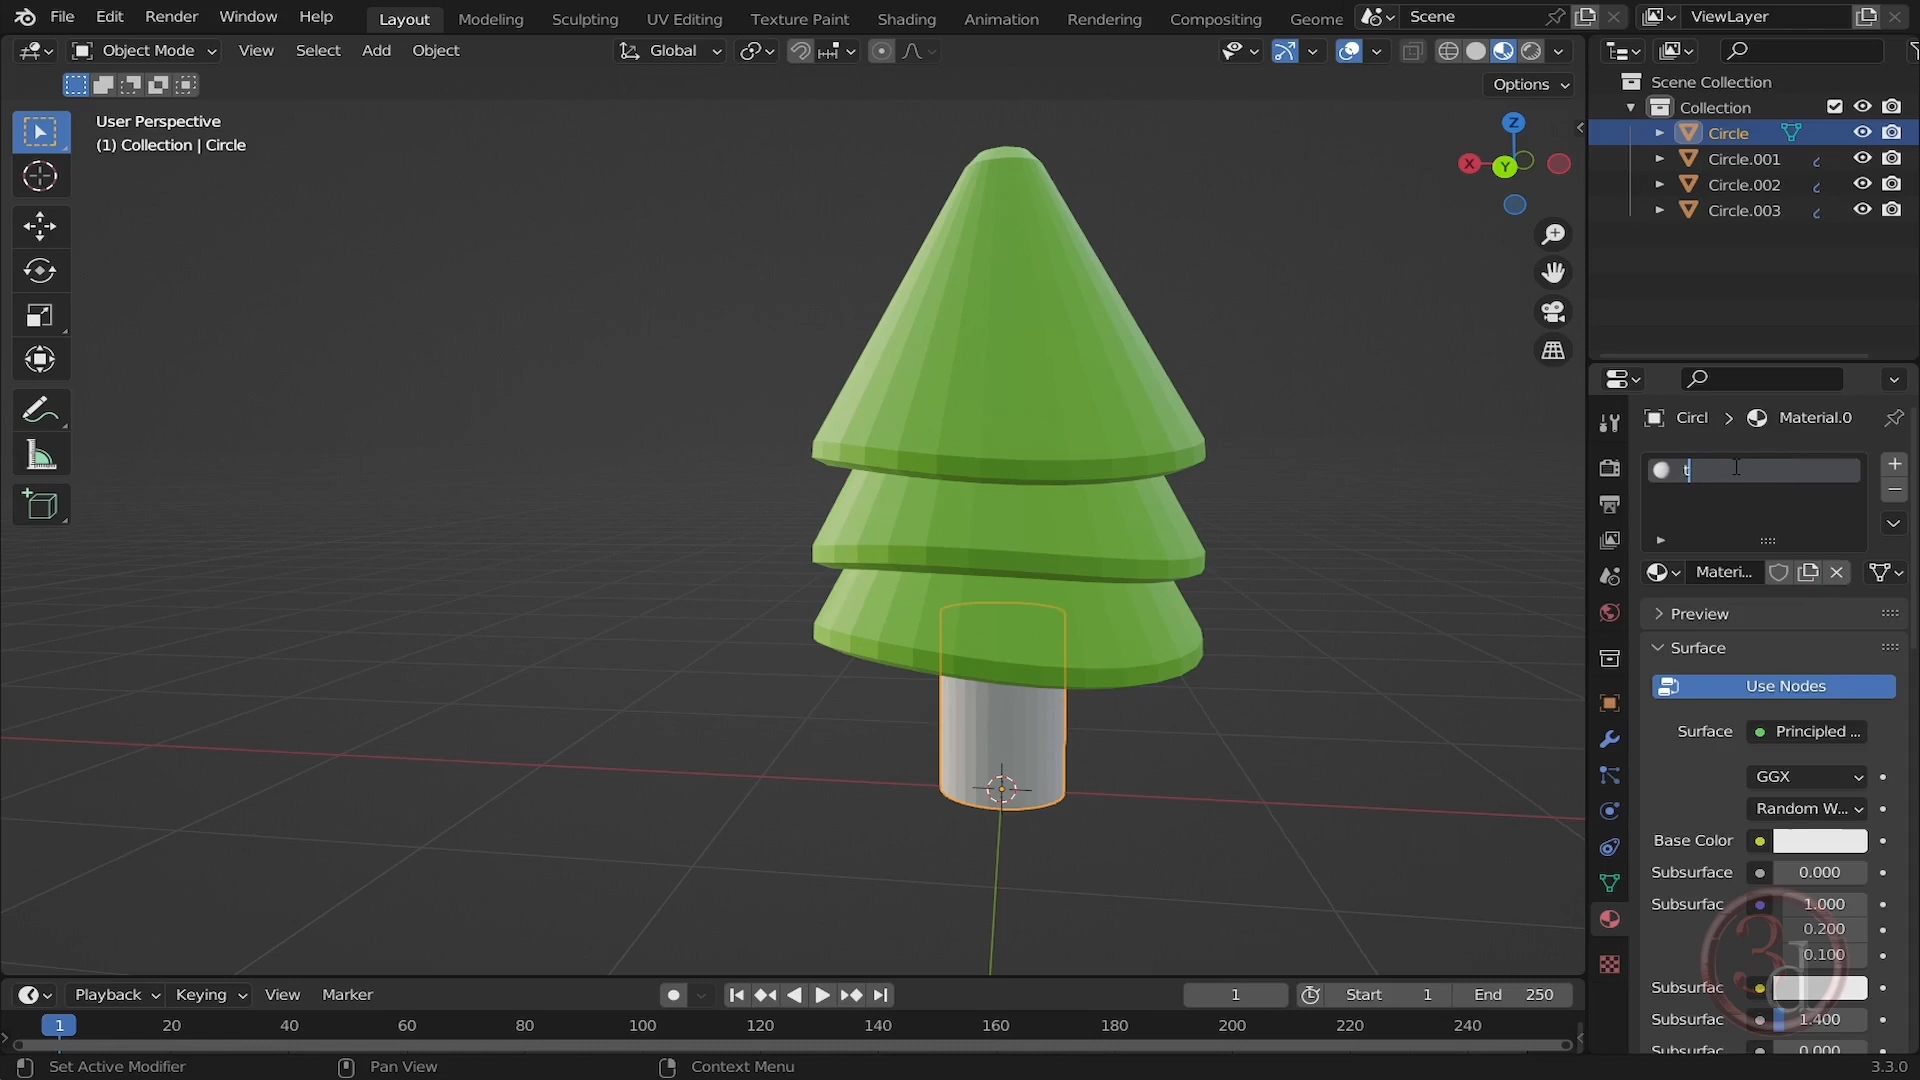 File Edit Render Window Help Layout Modeling Sculpting UV Editing Texture Paint Shading Animation Rendering Compositing Geome Scene ViewLayer
Object Mode View Select Add Object Global
Options
User Perspective
(1) Collection | Circle
Z
X
Y
Scene Collection
Collection
Circle
Circle.001
Circle.002
Circle.003
Circl > Material.0
t
Materi...
Preview
Surface
Use Nodes
Surface Principled ...
GGX
Random W...
Base Color
Subsurface 0.000
Subsurfac 1.000
0.200
0.100
Subsurfac
Subsurfac 1.400
Subsurfac 0.000
3d
Playback Keying View Marker 1 Start 1 End 250
1 20 40 60 80 100 120 140 160 180 200 220 240
Set Active Modifier Pan View Context Menu 3.3.0